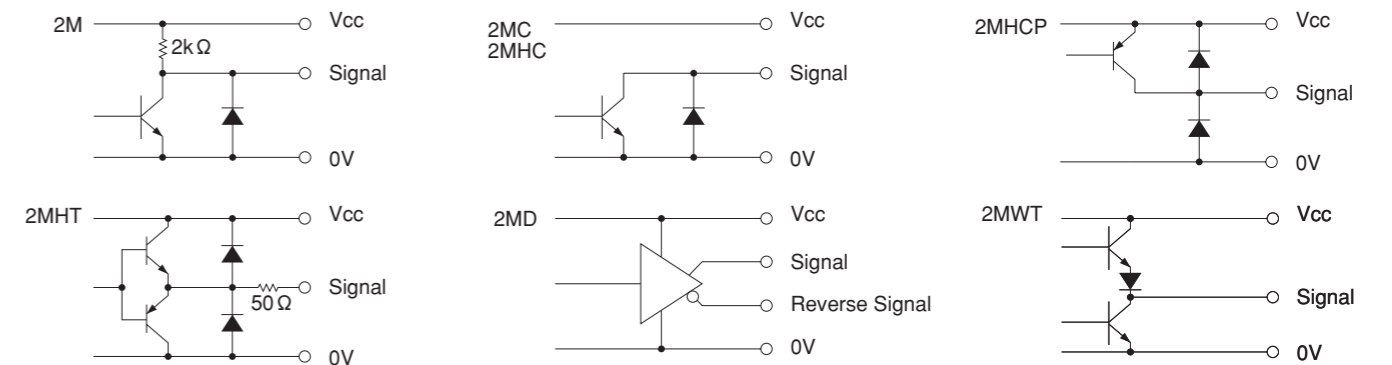 2M
Vcc
2kΩ
Signal
0V
2MC
2MHC
Vcc
Signal
0V
2MHCP
Vcc
Signal
0V
2MHT
Vcc
Signal
50Ω
0V
2MD
Vcc
Signal
Reverse Signal
0V
2MWT
Vcc
Signal
0V